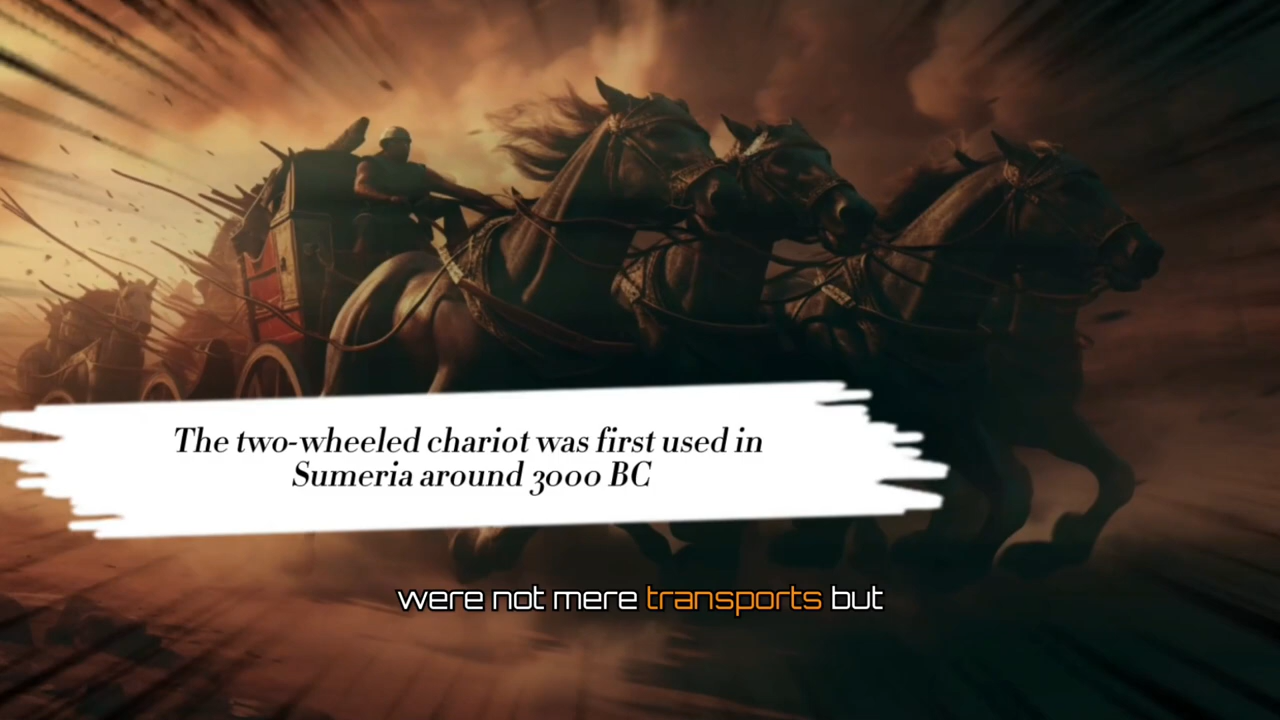 The two-wheeled chariot was first used in
Sumeria around 3000 BC
were not mere transports but